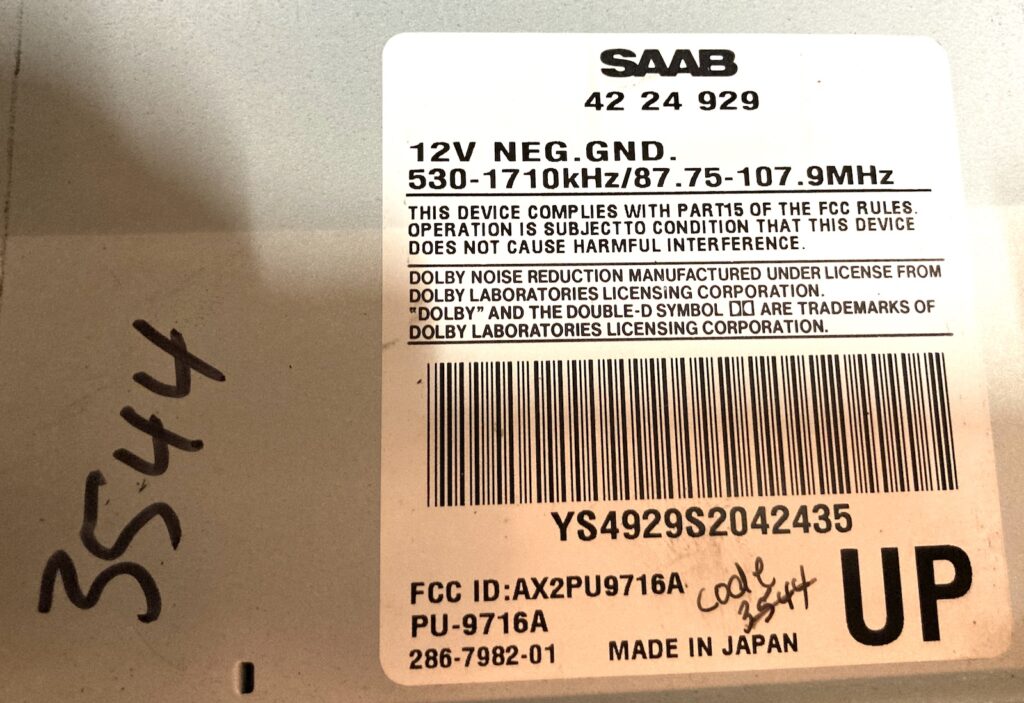 SAAB
42 24 929
12V NEG.GND.
530-1710kHz/87.75-107.9MHz
THIS DEVICE COMPLIES WITH PART15 OF THE FCC RULES.
OPERATION IS SUBJECTTO CONDITION THAT THIS DEVICE
DOES NOT CAUSE HARMFUL INTERFERENCE.
DOLBY NOISE REDUCTION MANUFACTURED UNDER LICENSE FROM
DOLBY LABORATORIES LICENSING CORPORATION.
"DOLBY" AND THE DOUBLE-D SYMBOL ARE TRADEMARKS OF
DOLBY LABORATORIES LICENSING CORPORATION.
YS4929S2042435
FCC ID:AX2PU9716A
PU-9716A
286-7982-01
MADE IN JAPAN
UP
code
3544
3544